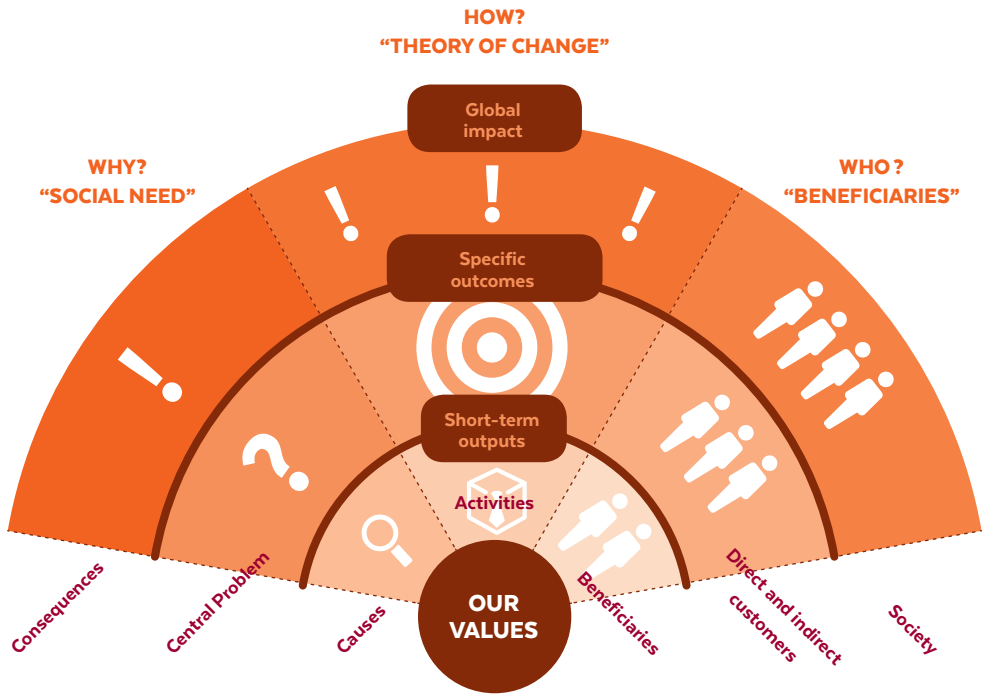 HOW?
“THEORY OF CHANGE”
Global
impact
WHY?
“SOCIAL NEED”
WHO ?
“BENEFICIARIES”
Specific
outcomes
Short-term
outputs
Activities
OUR
VALUES
Consequences
Central Problem
Causes
Beneficiaries
Direct and indirect
customers
Society